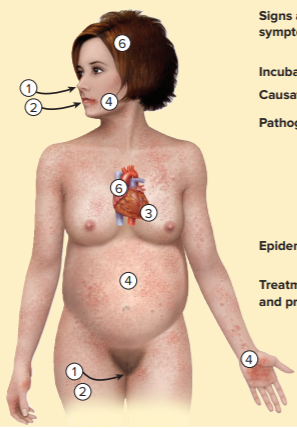 Signs a
sympto
6
Incuba
1
Causa
2
4
Pathog
6
3
Epider
4
Treatm
and pr
4
1
2